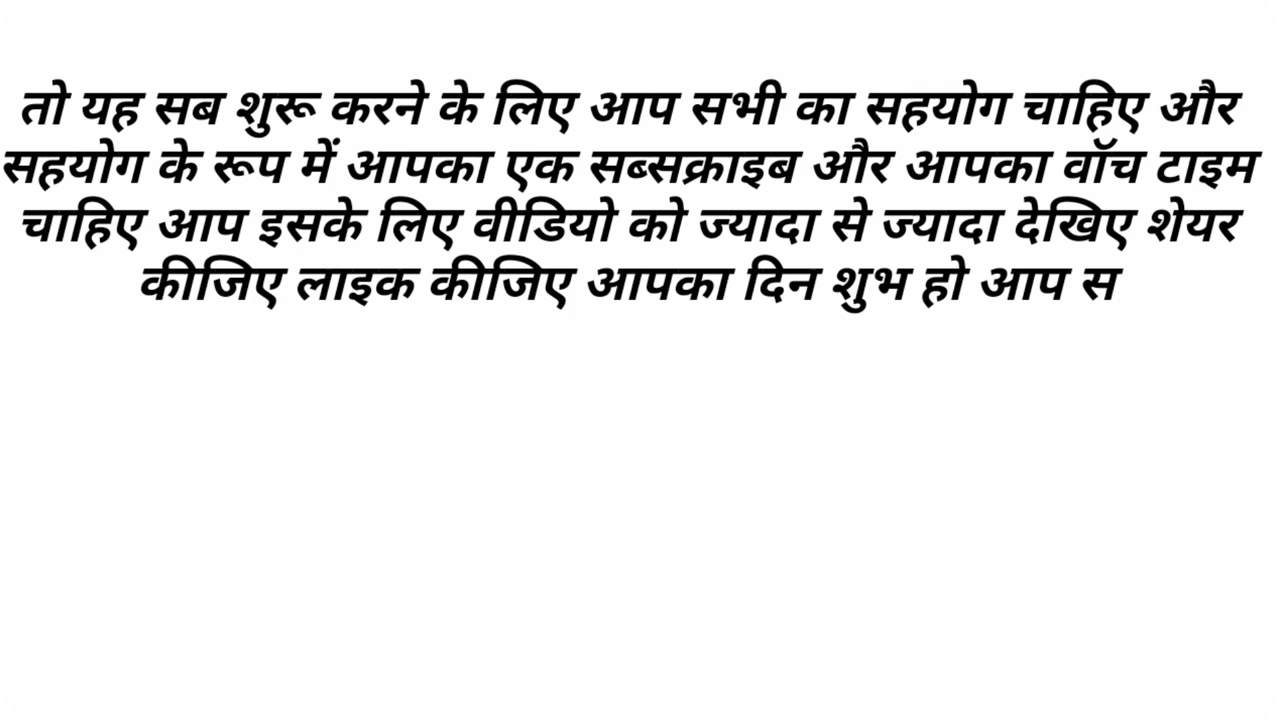 तो यह सब शुरू करने के लिए आप सभी का सहयोग चाहिए और
सहयोग के रूप में आपका एक सब्सक्राइब और आपका वॉच टाइम
चाहिए आप इसके लिए वीडियो को ज्यादा से ज्यादा देखिए शेयर
कीजिए लाइक कीजिए आपका दिन शुभ हो आप स